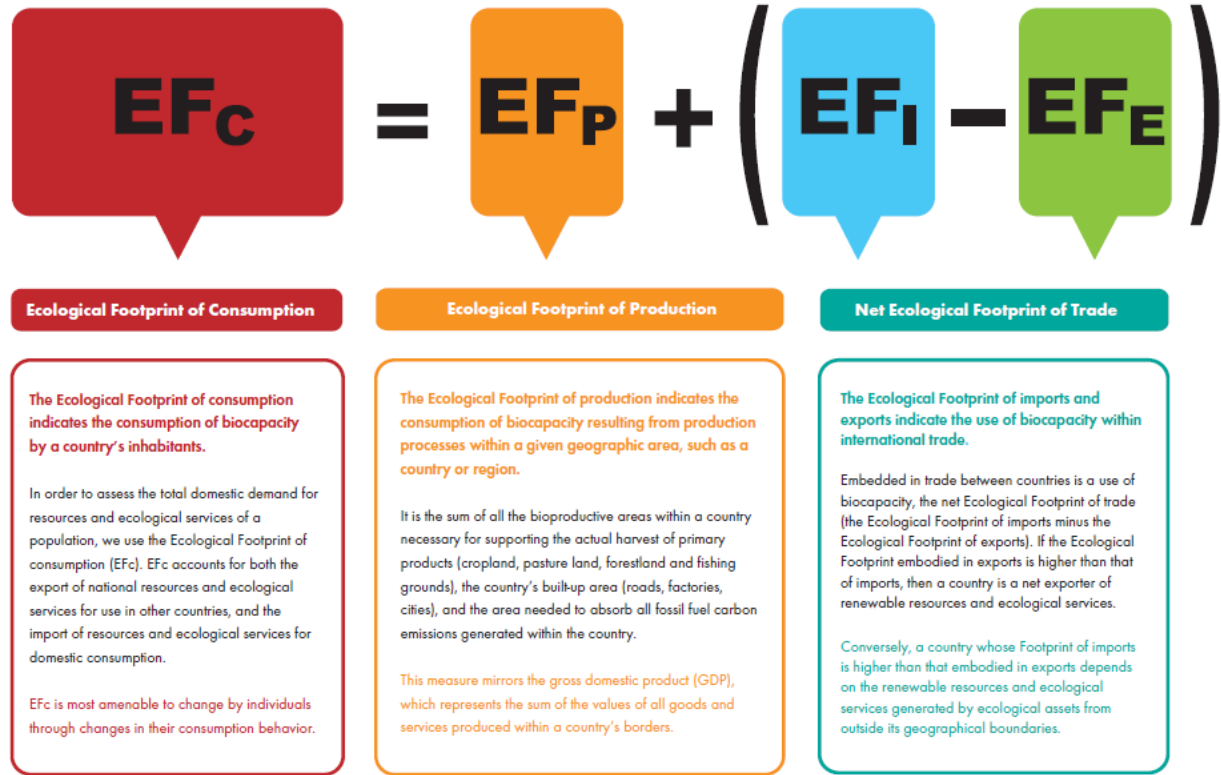 EFC = EFP + (EFI − EFE)
Ecological Footprint of Consumption
The Ecological Footprint of consumption
indicates the consumption of biocapacity
by a country's inhabitants.
In order to assess the total domestic demand for
resources and ecological services of a
population, we use the Ecological Footprint of
consumption (EFc). EFc accounts for both the
export of national resources and ecological
services for use in other countries, and the
import of resources and ecological services for
domestic consumption.
EFc is most amenable to change by individuals
through changes in their consumption behavior.
Ecological Footprint of Production
The Ecological Footprint of production indicates the
consumption of biocapacity resulting from production
processes within a given geographic area, such as a
country or region.
It is the sum of all the bioproductive areas within a country
necessary for supporting the actual harvest of primary
products (cropland, pasture land, forestland and fishing
grounds), the country's built-up area (roads, factories,
cities), and the area needed to absorb all fossil fuel carbon
emissions generated within the country.
This measure mirrors the gross domestic product (GDP),
which represents the sum of the values of all goods and
services produced within a country's borders.
Net Ecological Footprint of Trade
The Ecological Footprint of imports and
exports indicate the use of biocapacity within
international trade.
Embedded in trade between countries is a use of
biocapacity, the net Ecological Footprint of trade
(the Ecological Footprint of imports minus the
Ecological Footprint of exports). If the Ecological
Footprint embodied in exports is higher than that
of imports, then a country is a net exporter of
renewable resources and ecological services.
Conversely, a country whose Footprint of imports
is higher than that embodied in exports depends
on the renewable resources and ecological
services generated by ecological assets from
outside its geographical boundaries.